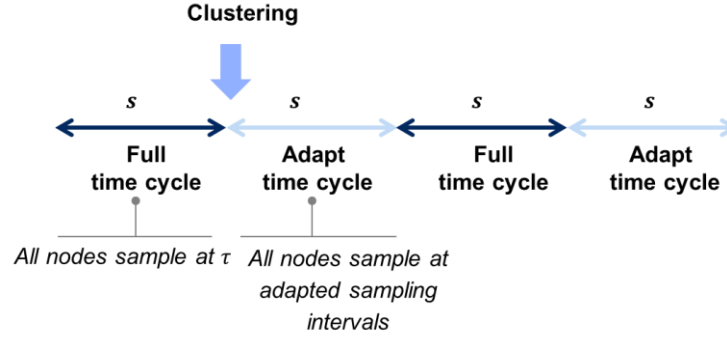 Clustering
s s s s
Full Adapt Full Adapt
time cycle time cycle time cycle time cycle
All nodes sample at τ All nodes sample at
adapted sampling
intervals